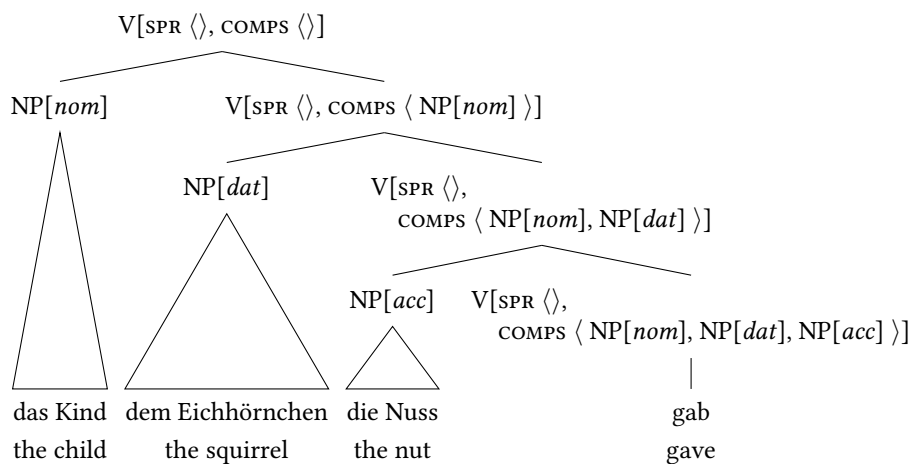 V[SPR ⟨⟩, COMPS ⟨⟩]
NP[nom]
V[SPR ⟨⟩, COMPS ⟨ NP[nom] ⟩]
NP[dat]
V[SPR ⟨⟩,
COMPS ⟨ NP[nom], NP[dat] ⟩]
NP[acc]
V[SPR ⟨⟩,
COMPS ⟨ NP[nom], NP[dat], NP[acc] ⟩]
das Kind dem Eichhörnchen die Nuss gab
the child the squirrel the nut gave